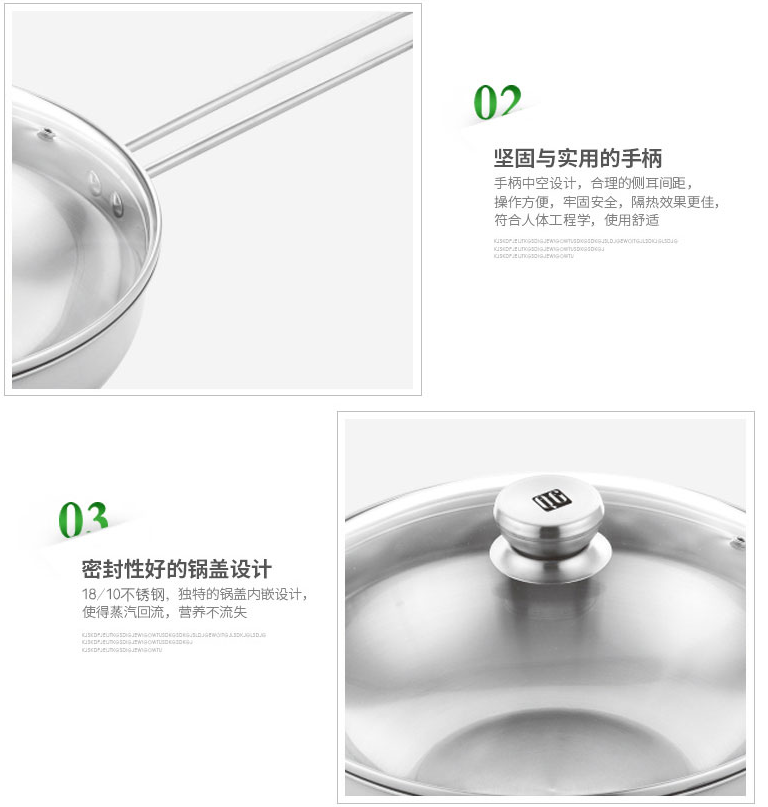 02
坚固与实用的手柄
手柄中空设计，合理的侧耳间距，
操作方便，牢固安全，隔热效果更佳，
符合人体工程学，使用舒适
03
密封性好的锅盖设计
18/10不锈钢，独特的锅盖内嵌设计，
使得蒸汽回流，营养不流失